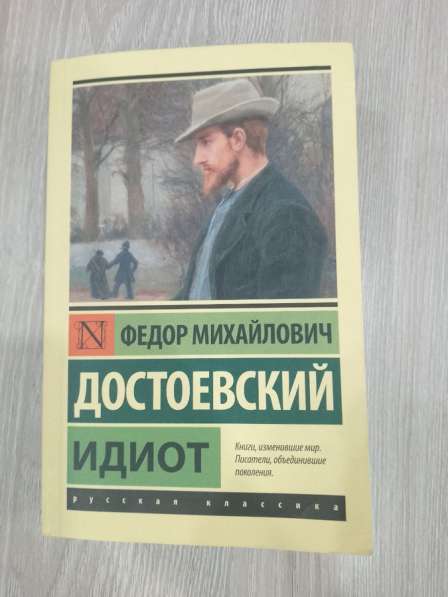 N
ФЕДОР МИХАЙЛОВИЧ
ДОСТОЕВСКИЙ
ИДИОТ
Книги, изменившие мир.
Писатели, объединившие
поколения.
русская классика